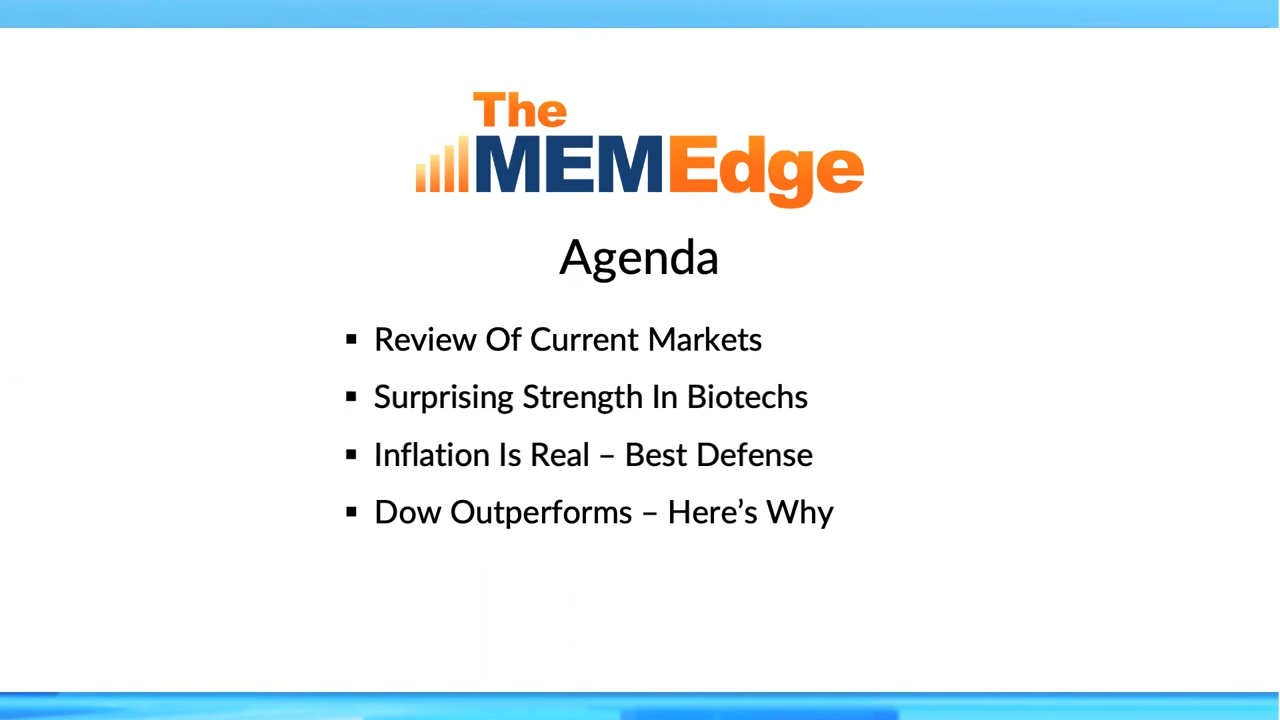 The
MEMEdge
Agenda
▪ Review Of Current Markets
▪ Surprising Strength In Biotechs
▪ Inflation Is Real – Best Defense
▪ Dow Outperforms – Here’s Why